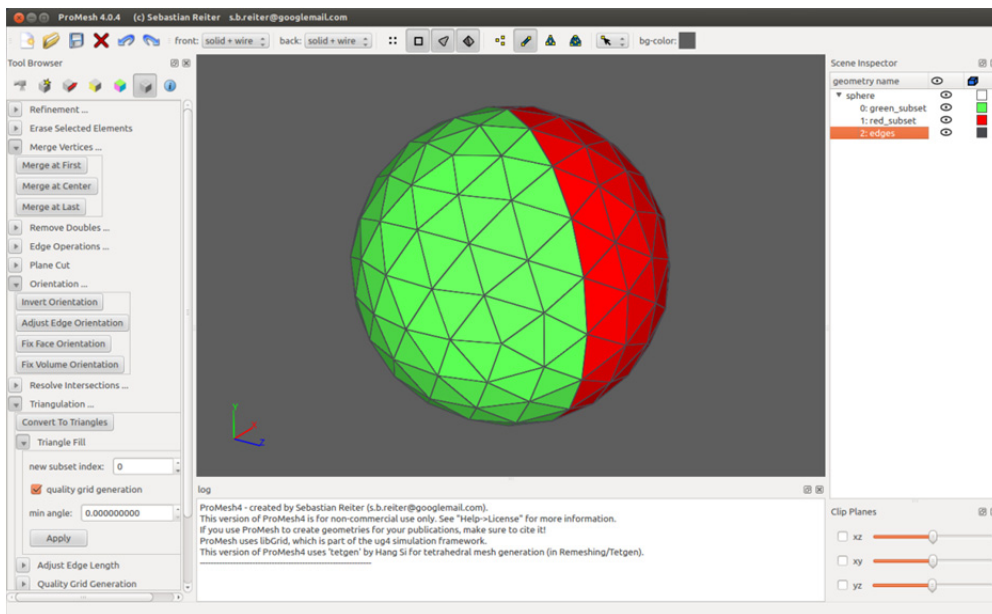 ProMesh 4.0.4    (c) Sebastian Reiter   s.b.reiter@googlemail.com
front: solid + wire   back: solid + wire   bg-color:
Tool Browser
Refinement ...
Erase Selected Elements
Merge Vertices ...
Merge at First
Merge at Center
Merge at Last
Remove Doubles ...
Edge Operations ...
Plane Cut
Orientation ...
Invert Orientation
Adjust Edge Orientation
Fix Face Orientation
Fix Volume Orientation
Resolve Intersections ...
Triangulation ...
Convert To Triangles
Triangle Fill
new subset index: 0
quality grid generation
min angle: 0.000000000
Apply
Adjust Edge Length
Quality Grid Generation
y
x
z
log
ProMesh4 - created by Sebastian Reiter (s.b.reiter@googlemail.com).
This version of ProMesh4 is for non-commercial use only. See "Help->License" for more information.
If you use ProMesh to create geometries for your publications, make sure to cite it!
ProMesh uses libGrid, which is part of the ug4 simulation framework.
This version of ProMesh4 uses 'tetgen' by Hang Si for tetrahedral mesh generation (in Remeshing/Tetgen).
Scene Inspector
geometry name
sphere
0: green_subset
1: red_subset
2: edges
Clip Planes
xz
xy
yz